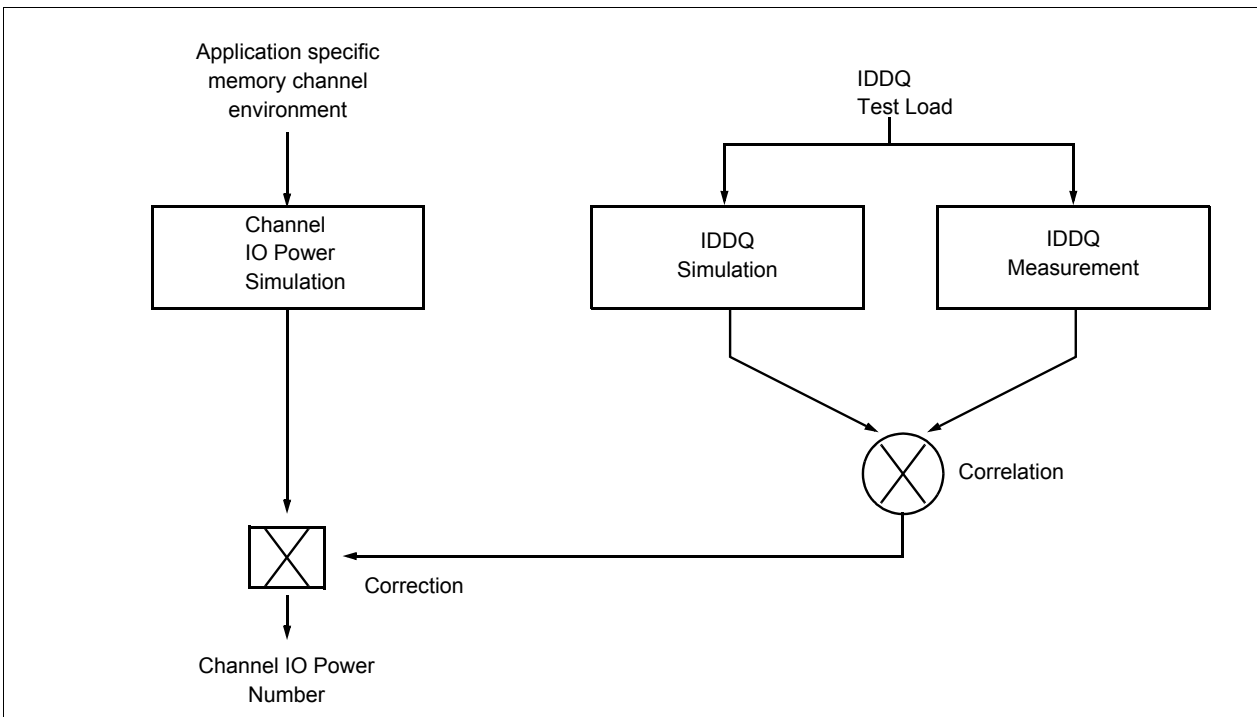 Application specific
memory channel
environment
IDDQ
Test Load
Channel
IO Power
Simulation
IDDQ
Simulation
IDDQ
Measurement
Correlation
Correction
Channel IO Power
Number